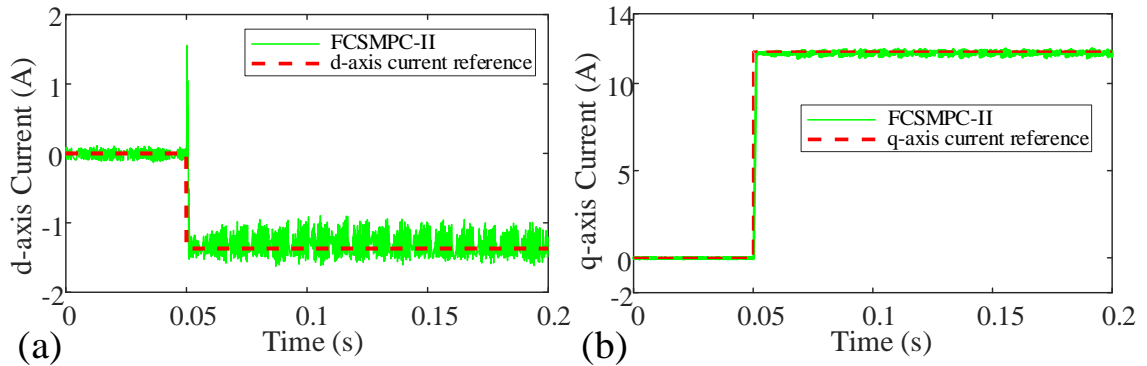 2
1
0
-1
-2
d-axis Current (A)
FCSMPC-II
d-axis current reference
0
0.05
0.1
0.15
0.2
Time (s)
(a)
14
12
10
5
0
-2
q-axis Current (A)
FCSMPC-II
q-axis current reference
0
0.05
0.1
0.15
0.2
Time (s)
(b)